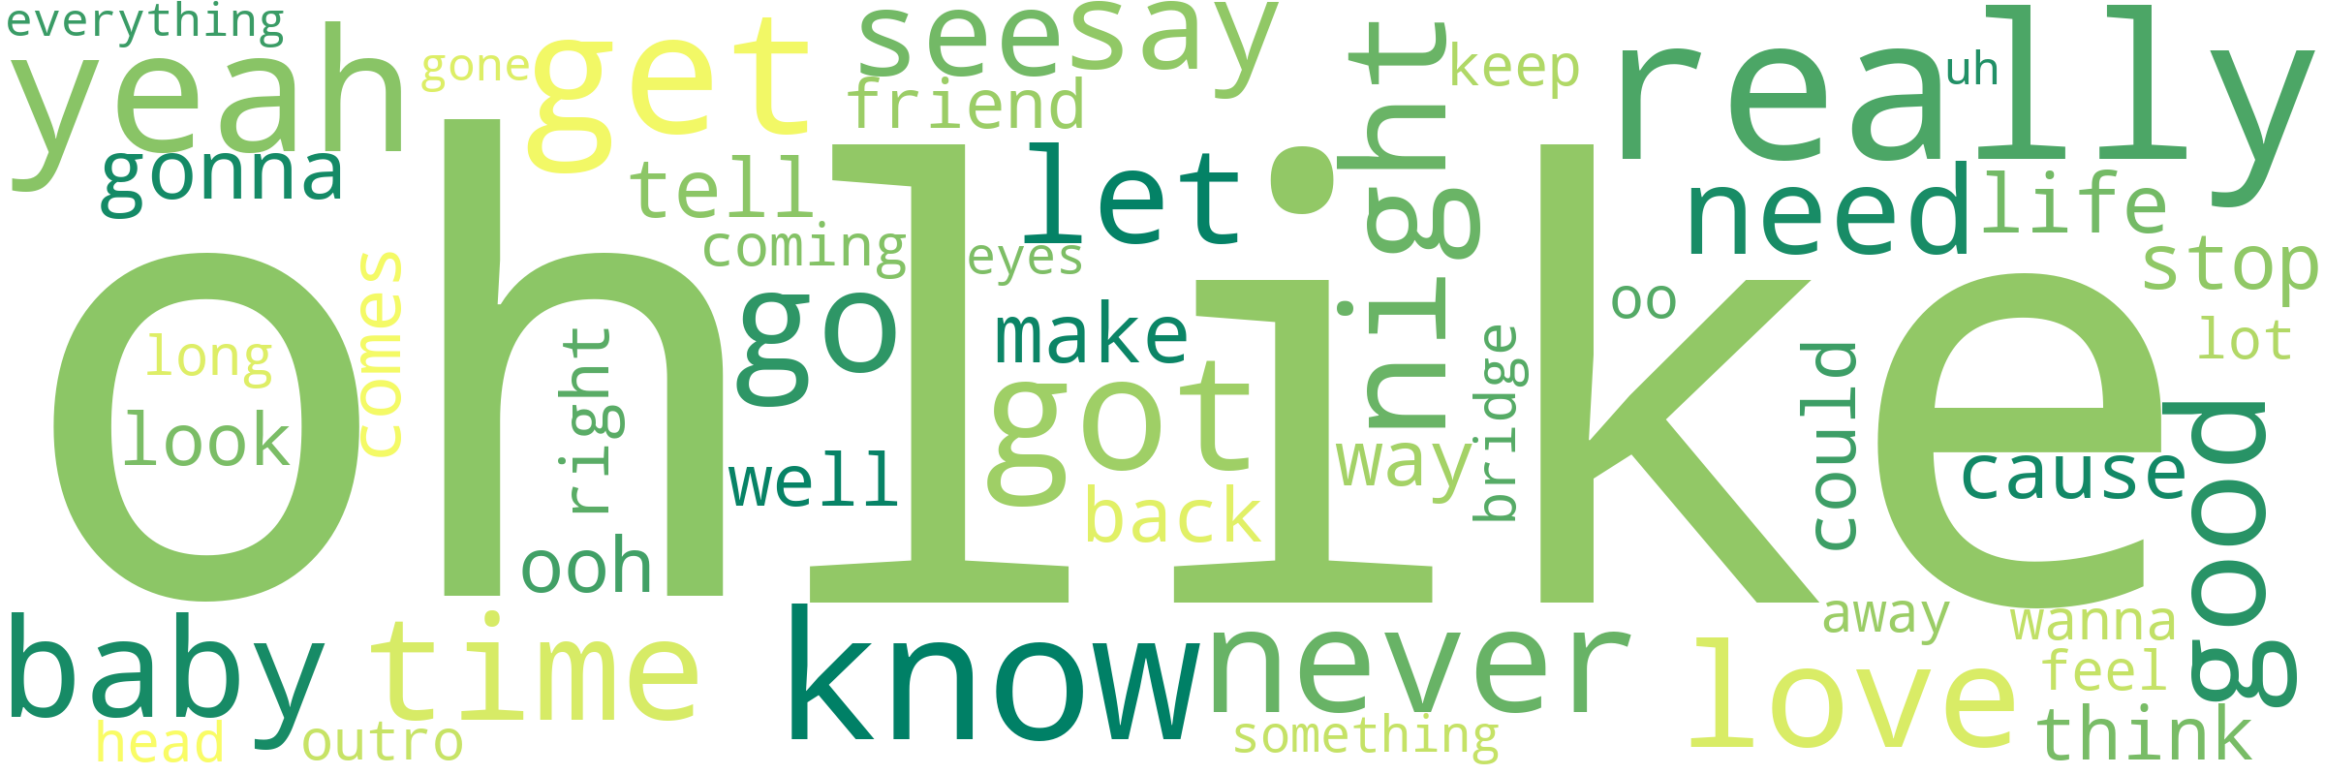 everything
yeah
gone
get
see
say
friend
night
keep
really
uh
gonna
tell
let
need
life
oh
like
coming
eyes
stop
comes
go
make
oo
lot
long
look
right
got
bridge
could
way
well
back
cause
good
ooh
baby
time
know
never
love
away
wanna
feel
think
head
outro
something